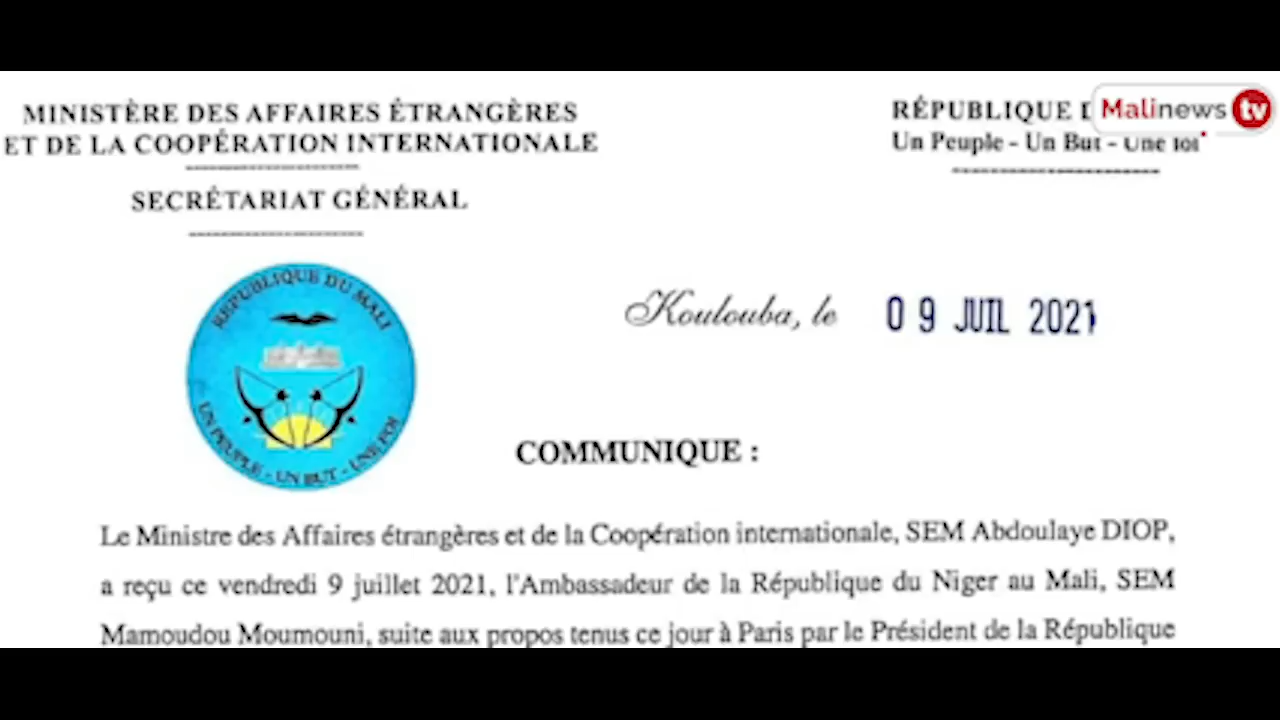 MINISTÈRE DES AFFAIRES ÉTRANGÈRES
ET DE LA COOPÉRATION INTERNATIONALE
SECRÉTARIAT GÉNÉRAL
RÉPUBLIQUE
Malinews tv
Un Peuple - Un But - Une foi
REPUBLIQUE DU MALI
UN PEUPLE - UN BUT - UNE FOI
Koulouba, le 09 JUIL 2021
COMMUNIQUE :
Le Ministre des Affaires étrangères et de la Coopération internationale, SEM Abdoulaye DIOP,
a reçu ce vendredi 9 juillet 2021, l'Ambassadeur de la République du Niger au Mali, SEM
Mamoudou Moumouni, suite aux propos tenus ce jour à Paris par le Président de la République